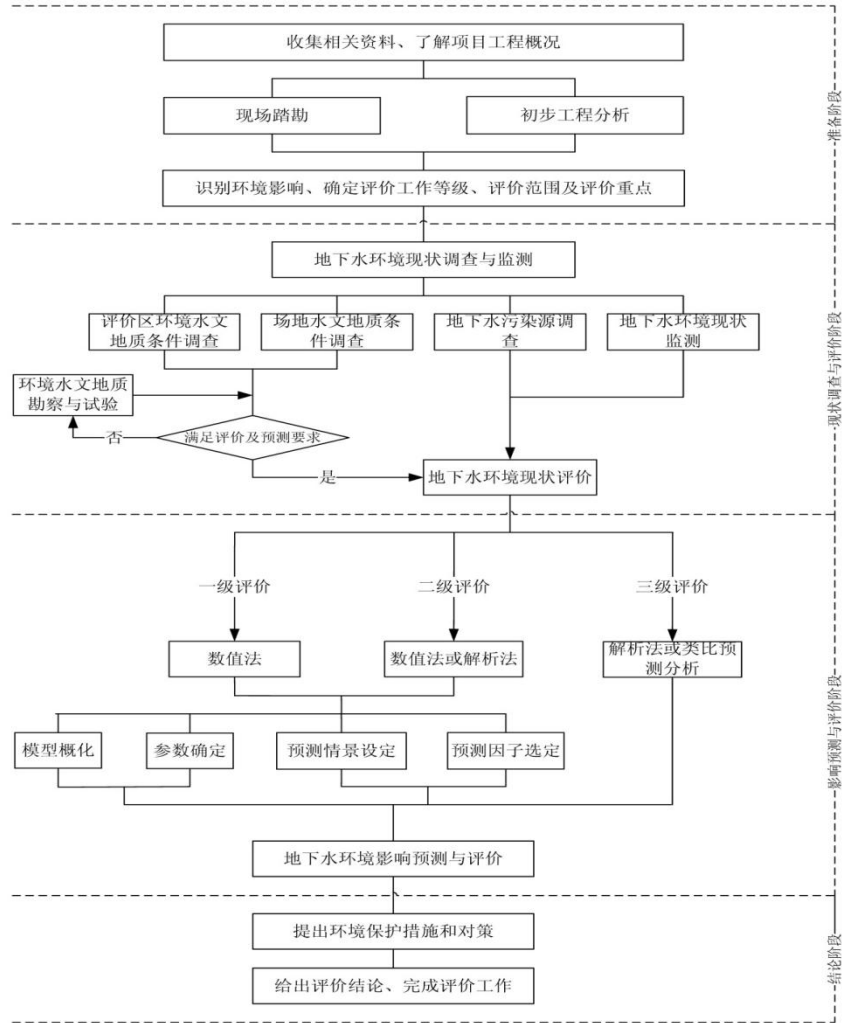 收集相关资料、了解项目工程概况
现场踏勘
初步工程分析
识别环境影响、确定评价工作等级、评价范围及评价重点
准备阶段
地下水环境现状调查与监测
评价区环境水文
地质条件调查
场地水文地质条
件调查
地下水污染源调
查
地下水环境现状
监测
环境水文地质
勘察与试验
满足评价及预测要求
否
是
地下水环境现状评价
现状调查与评价阶段
一级评价
二级评价
三级评价
数值法
数值法或解析法
解析法或类比预
测分析
模型概化
参数确定
预测情景设定
预测因子选定
地下水环境影响预测与评价
影响预测与评价阶段
提出环境保护措施和对策
给出评价结论、完成评价工作
结论阶段